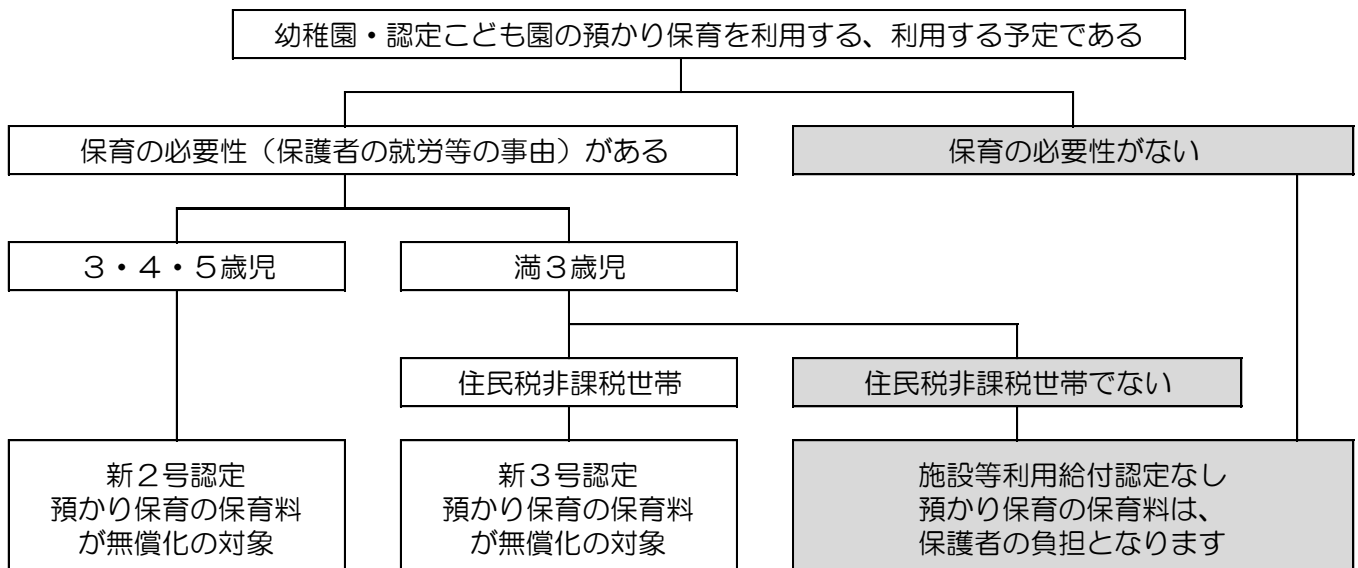 幼稚園・認定こども園の預かり保育を利用する、利用する予定である
保育の必要性（保護者の就労等の事由）がある
保育の必要性がない
３・４・５歳児
満３歳児
住民税非課税世帯
住民税非課税世帯でない
新２号認定
預かり保育の保育料
が無償化の対象
新３号認定
預かり保育の保育料
が無償化の対象
施設等利用給付認定なし
預かり保育の保育料は、
保護者の負担となります